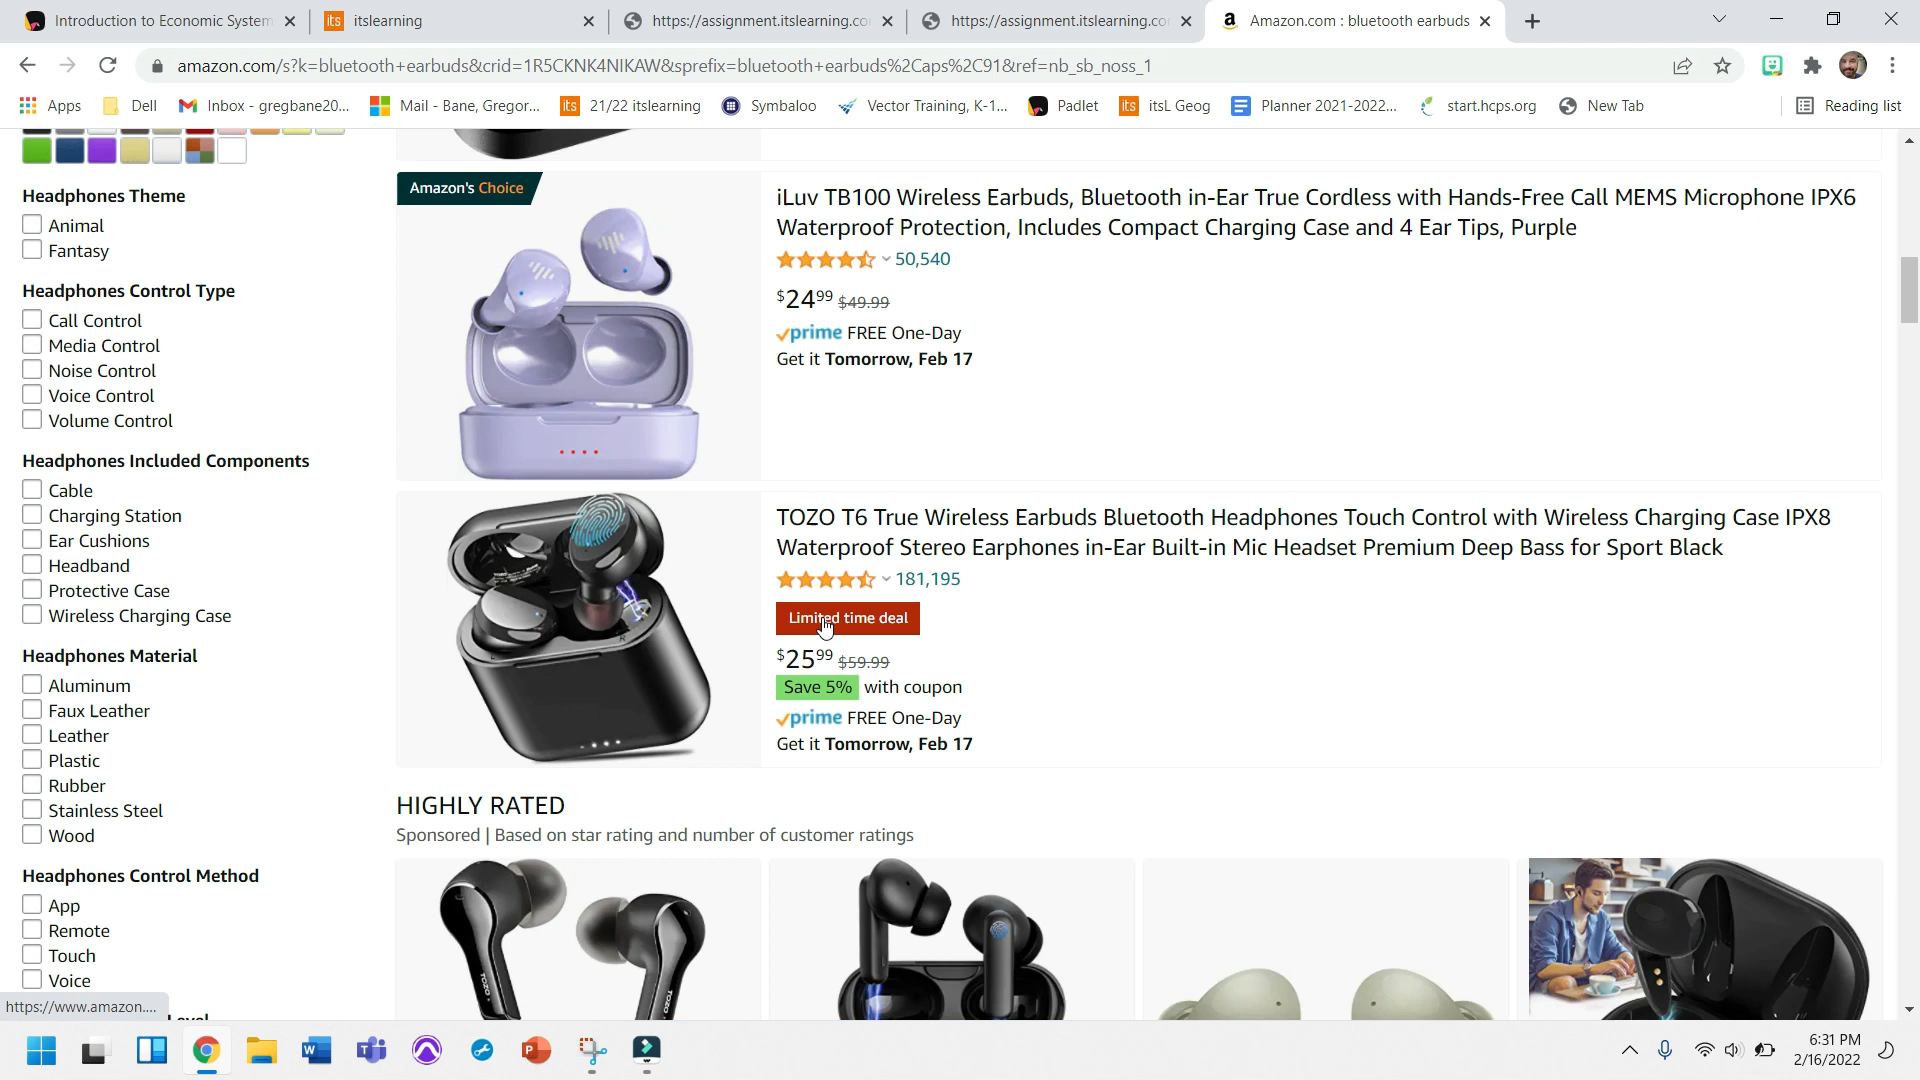 Introduction to Economic System
itslearning
https://assignment.itslearning.co
https://assignment.itslearning.co
Amazon.com : bluetooth earbuds
amazon.com/s?k=bluetooth+earbuds&crid=1R5CKNK4NIKAW&sprefix=bluetooth+earbuds%2Caps%2C91&ref=nb_sb_noss_1
Apps
Dell
Inbox - gregbane20...
Mail - Bane, Gregor...
21/22 itslearning
Symbaloo
Vector Training, K-1...
Padlet
itsL Geog
Planner 2021-2022...
start.hcps.org
New Tab
Reading list
Headphones Theme
Animal
Fantasy
Headphones Control Type
Call Control
Media Control
Noise Control
Voice Control
Volume Control
Headphones Included Components
Cable
Charging Station
Ear Cushions
Headband
Protective Case
Wireless Charging Case
Headphones Material
Aluminum
Faux Leather
Leather
Plastic
Rubber
Stainless Steel
Wood
Headphones Control Method
App
Remote
Touch
Voice
https://www.amazon....
Amazon's Choice
iLuv TB100 Wireless Earbuds, Bluetooth in-Ear True Cordless with Hands-Free Call MEMS Microphone IPX6
Waterproof Protection, Includes Compact Charging Case and 4 Ear Tips, Purple
50,540
$2499 $49.99
prime FREE One-Day
Get it Tomorrow, Feb 17
TOZO T6 True Wireless Earbuds Bluetooth Headphones Touch Control with Wireless Charging Case IPX8
Waterproof Stereo Earphones in-Ear Built-in Mic Headset Premium Deep Bass for Sport Black
181,195
Limited time deal
$2599 $59.99
Save 5% with coupon
prime FREE One-Day
Get it Tomorrow, Feb 17
HIGHLY RATED
Sponsored | Based on star rating and number of customer ratings
TOZO
TOZO
6:31 PM
2/16/2022